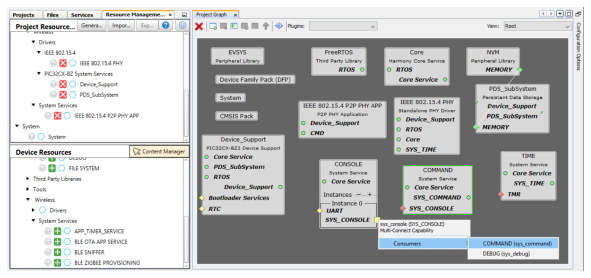 Projects Files Services Resource Manageme... ×
Project Resource... Genera... Impor... Exp...
Wireless
Drivers
IEEE 802.15.4
IEEE 802.15.4 PHY
PIC32CX-BZ System Services
Device_Support
PDS_SubSystem
System Services
IEEE 802.15.4 P2P PHY APP
System
System
Device Resources Content Manager
DEBUG
FILE SYSTEM
Third Party Libraries
Tools
Wireless
Drivers
System Services
APP_TIMER_SERVICE
BLE OTA APP SERVICE
BLE SNIFFER
BLE ZIGBEE PROVISIONING
Project Graph ×
Plugins: View: Root
Configuration Options
EVSYS
Peripheral Library
Device Family Pack (DFP)
System
CMSIS Pack
FreeRTOS
Third Party Library
RTOS
Core
Harmony Core Service
RTOS
Core Service
NVM
Peripheral Library
MEMORY
PDS_SubSystem
Persistent Data Storage
Device_Support
PDS_SubSystem
MEMORY
IEEE 802.15.4 P2P PHY APP
P2P PHY Application
Device_Support
CMD
IEEE 802.15.4 PHY
Standalone PHY Driver
Device_Support
RTOS
Core
SYS_TIME
Device_Support
PIC32CX-BZ2 Device Support
Core Service
PDS_SubSystem
RTOS
Device_Support
Bootloader Services
RTC
CONSOLE
System Service
Core Service
Instances − +
Instance 0
UART
SYS_CONSOLE
COMMAND
System Service
Core Service
SYS_COMMAND
SYS_CONSOLE
TIME
System Service
Core Service
SYS_TIME
TMR
sys_console (SYS_CONSOLE)
Multi-Connect Capability
Consumers
COMMAND (sys_command)
DEBUG (sys_debug)